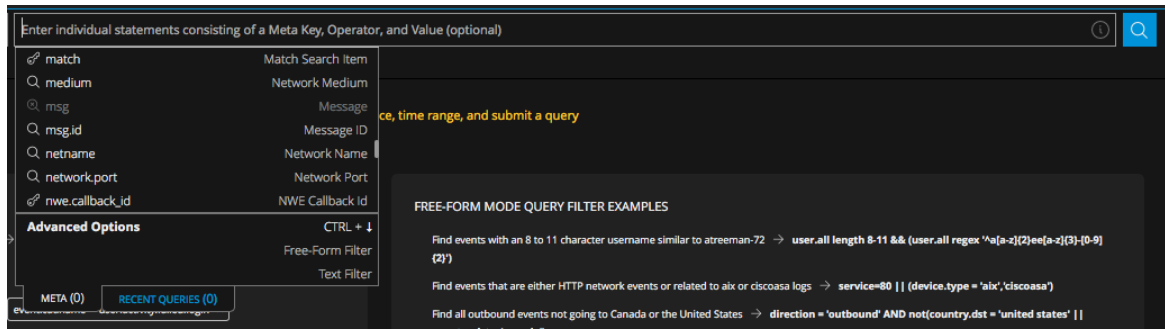 Enter individual statements consisting of a Meta Key, Operator, and Value (optional)
match Match Search Item
medium Network Medium
msg Message
msg.id Message ID
netname Network Name
network.port Network Port
nwe.callback_id NWE Callback Id
Advanced Options CTRL + ↓
Free-Form Filter
Text Filter
META (0) RECENT QUERIES (0)
ce, time range, and submit a query
FREE-FORM MODE QUERY FILTER EXAMPLES
Find events with an 8 to 11 character username similar to atreeman-72 → user.all length 8-11 && (user.all regex '^a[a-z]{2}ee[a-z]{3}-[0-9]
{2}')
Find events that are either HTTP network events or related to aix or ciscoasa logs → service=80 || (device.type = 'aix','ciscoasa')
Find all outbound events not going to Canada or the United States → direction = 'outbound' AND not(country.dst = 'united states' ||